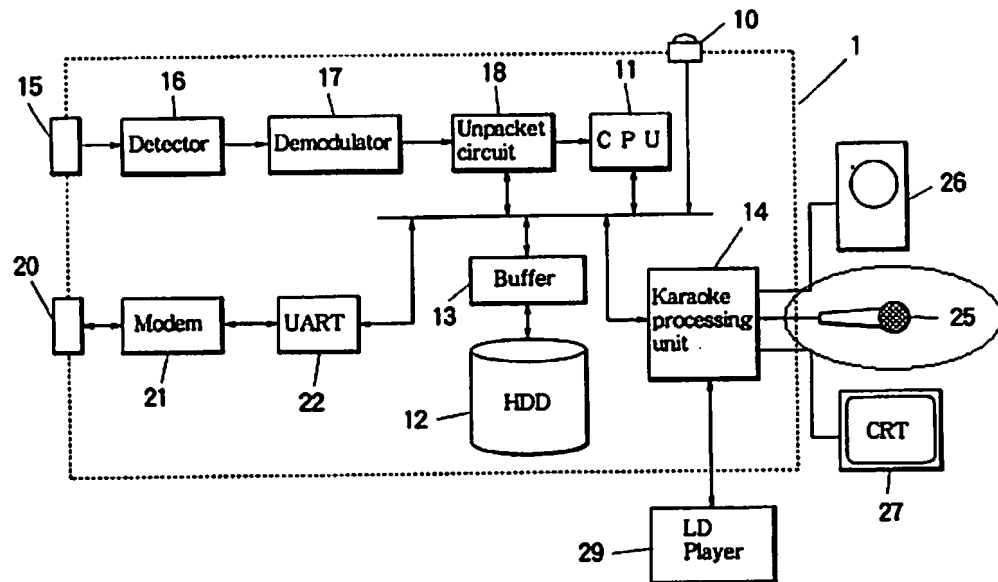 10
1
15
16
17
18
11
Detector
Demodulator
Unpacket
circuit
CPU
26
14
20
Modem
UART
Buffer
13
Karaoke
processing
unit
25
21
22
12
HDD
CRT
27
29
LD
Player